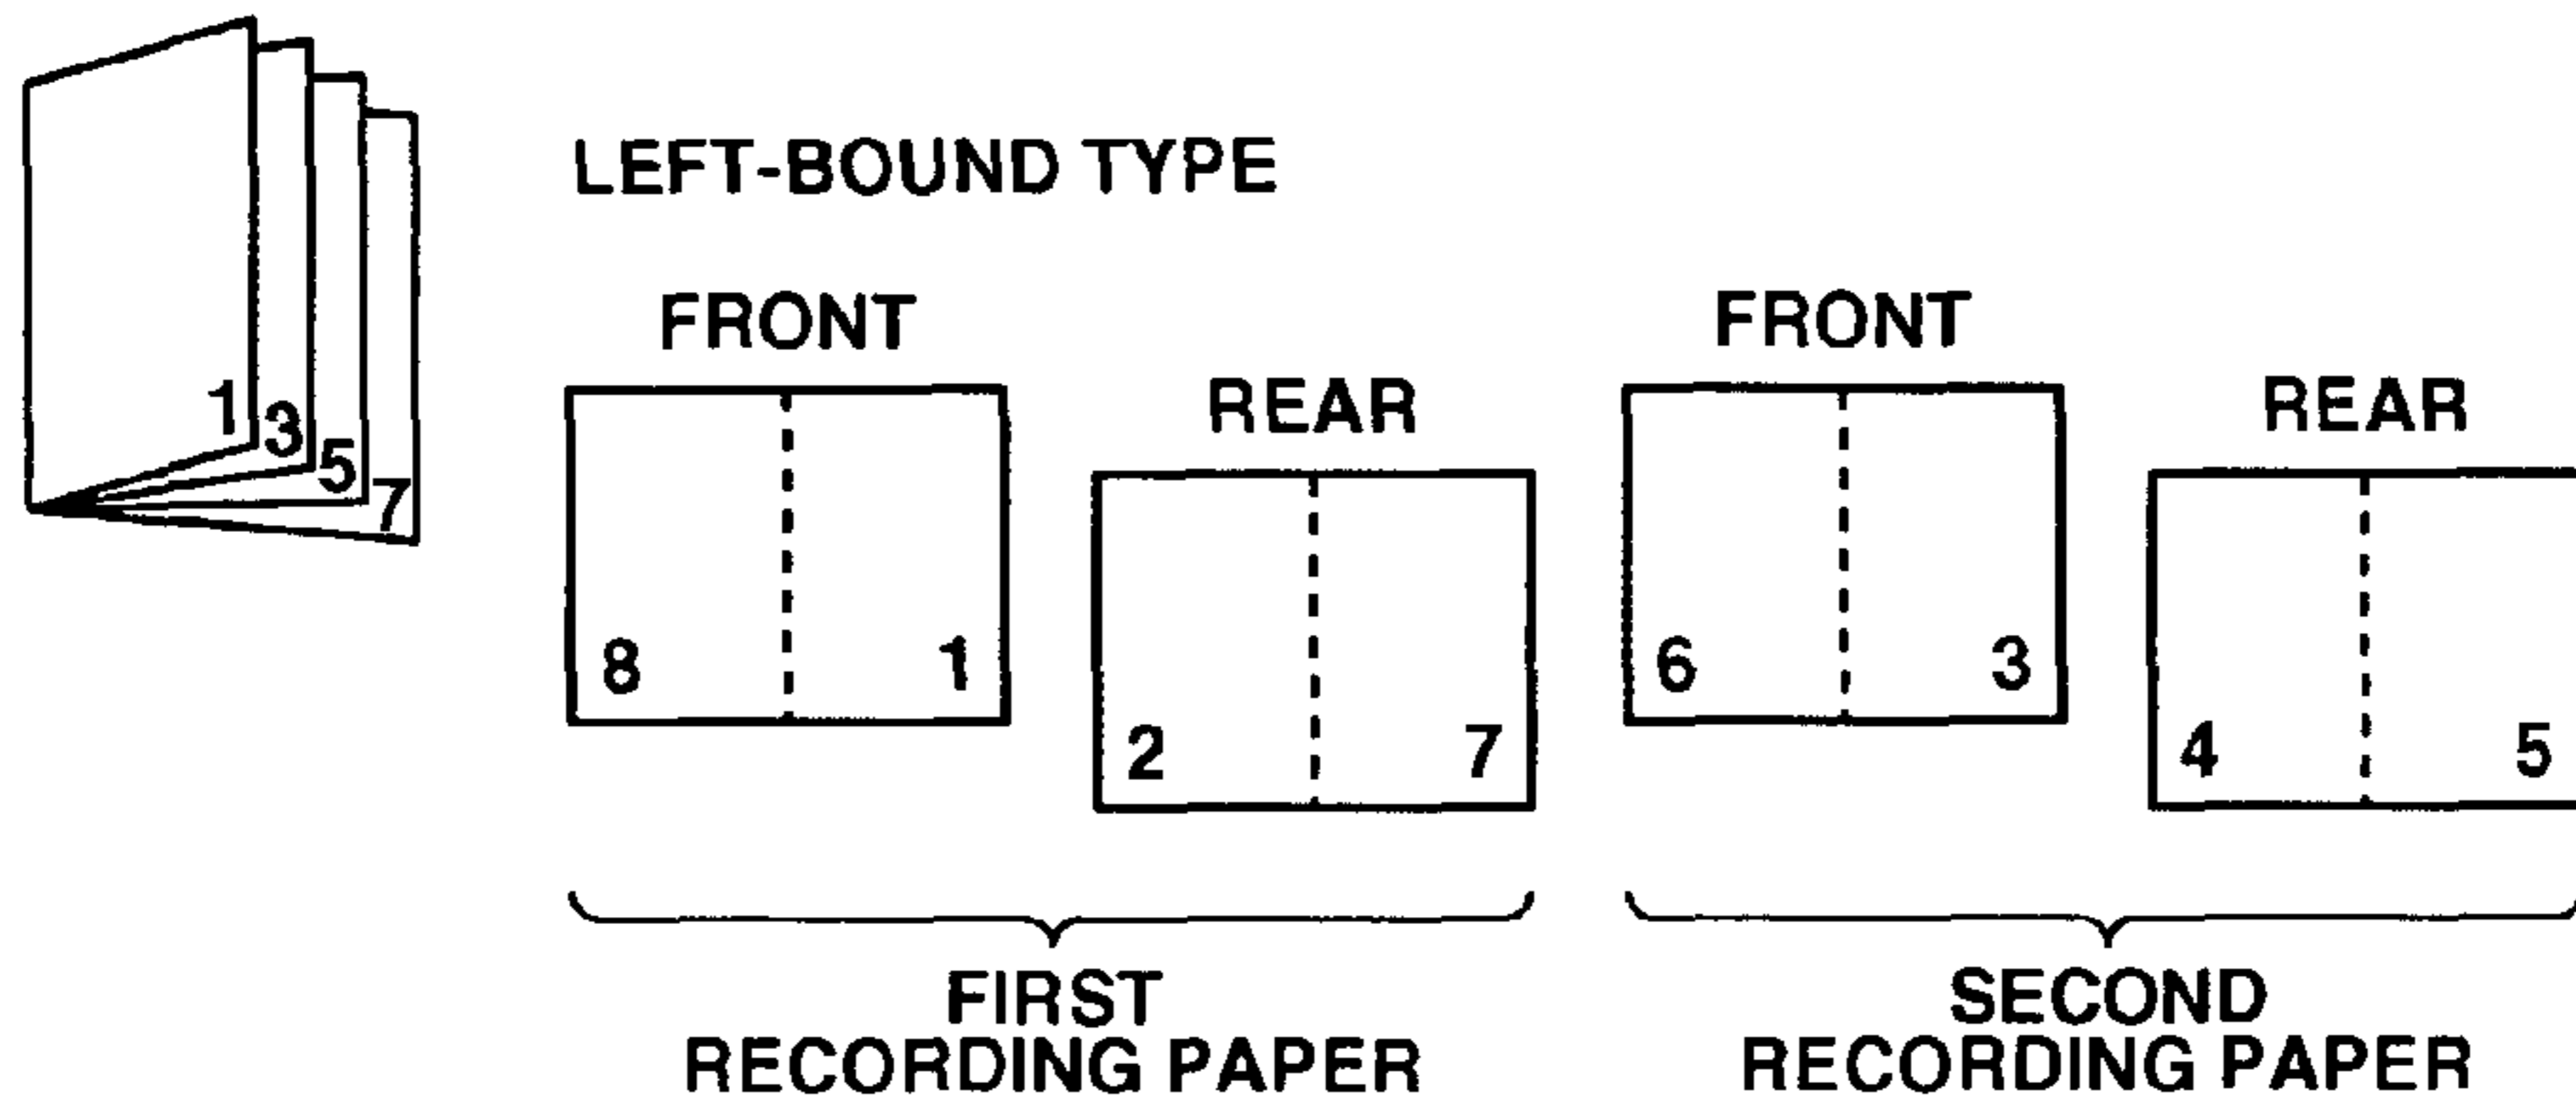 LEFT-BOUND TYPE
1
3
5
7
FRONT
8 1
REAR
2 7
FRONT
6 3
REAR
4 5
FIRST
RECORDING PAPER
SECOND
RECORDING PAPER